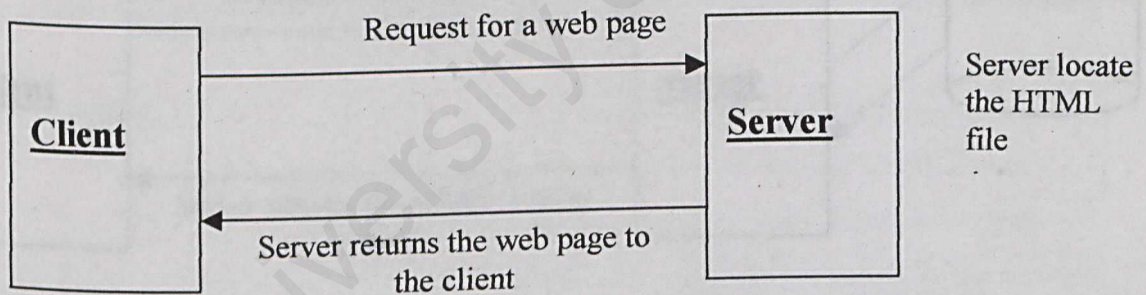 Request for a web page
Client
Server
Server locate
the HTML
file
Server returns the web page to
the client